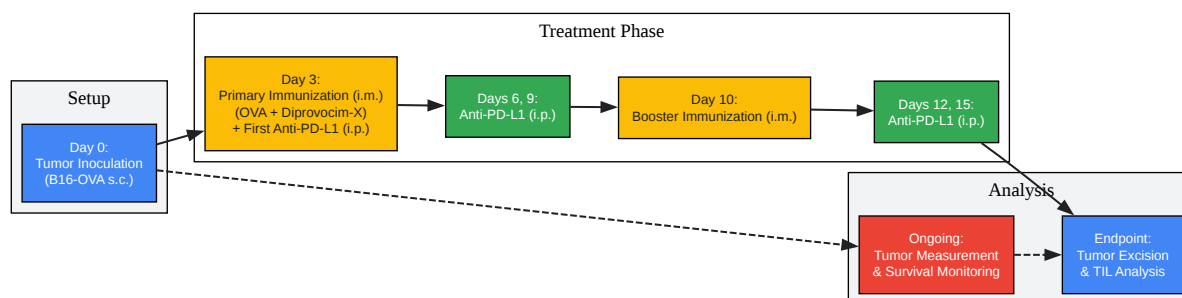 Treatment Phase
Setup
Day 0:
Tumor Inoculation
(B16-OVA s.c.)
Day 3:
Primary Immunization (i.m.)
(OVA + Diprovocim-X)
+ First Anti-PD-L1 (i.p.)
Days 6, 9:
Anti-PD-L1 (i.p.)
Day 10:
Booster Immunization (i.m.)
Days 12, 15:
Anti-PD-L1 (i.p.)
Analysis
Ongoing:
Tumor Measurement
& Survival Monitoring
Endpoint:
Tumor Excision
& TIL Analysis